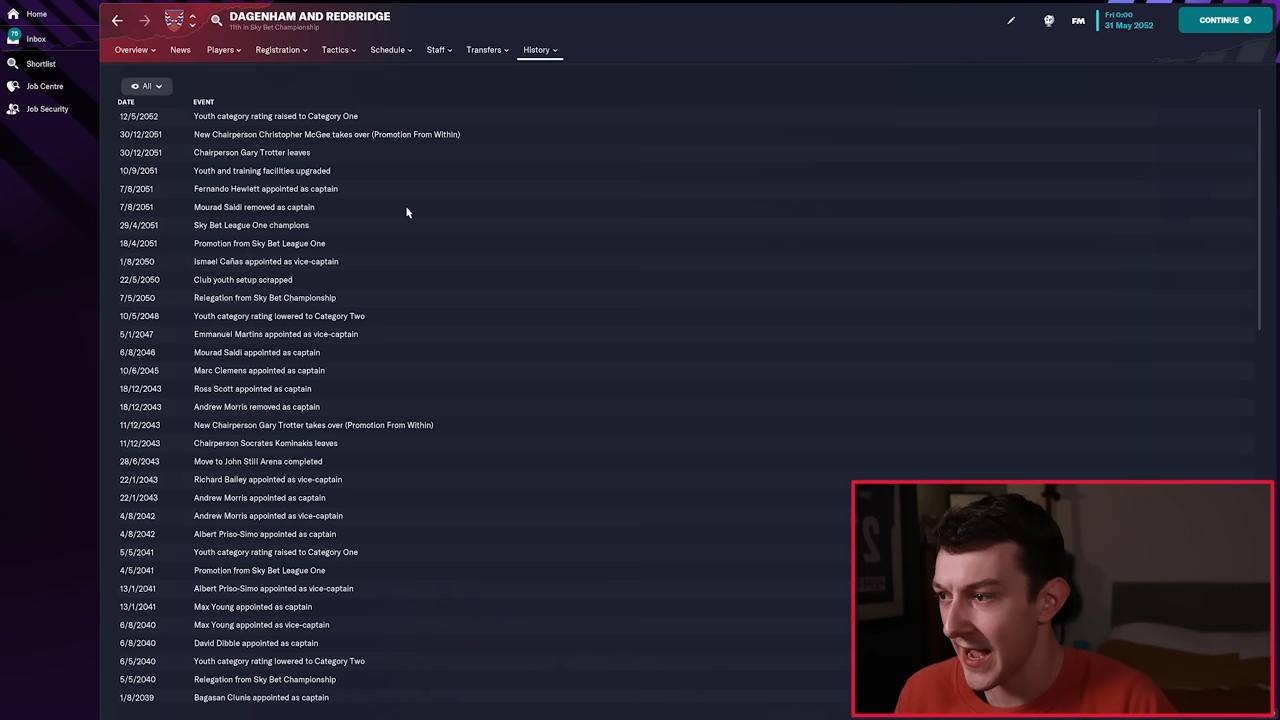 Home
DAGENHAM AND REDBRIDGE
11th in Sky Bet Championship
FM
Fri 0:00
31 May 2052
CONTINUE
75
Inbox
Shortlist
Job Centre
Job Security
Overview
News
Players
Registration
Tactics
Schedule
Staff
Transfers
History
All
DATE EVENT
12/5/2052 Youth category rating raised to Category One
30/12/2051 New Chairperson Christopher McGee takes over (Promotion From Within)
30/12/2051 Chairperson Gary Trotter leaves
10/9/2051 Youth and training facilities upgraded
7/8/2051 Fernando Hewlett appointed as captain
7/8/2051 Mourad Saidi removed as captain
29/4/2051 Sky Bet League One champions
18/4/2051 Promotion from Sky Bet League One
1/8/2050 Ismael Cañas appointed as vice-captain
22/5/2050 Club youth setup scrapped
7/5/2050 Relegation from Sky Bet Championship
10/5/2048 Youth category rating lowered to Category Two
5/1/2047 Emmanuel Martins appointed as vice-captain
6/8/2046 Mourad Saidi appointed as captain
10/6/2045 Marc Clemens appointed as captain
18/12/2043 Ross Scott appointed as captain
18/12/2043 Andrew Morris removed as captain
11/12/2043 New Chairperson Gary Trotter takes over (Promotion From Within)
11/12/2043 Chairperson Socrates Kominakis leaves
28/6/2043 Move to John Still Arena completed
22/1/2043 Richard Bailey appointed as vice-captain
22/1/2043 Andrew Morris appointed as captain
4/8/2042 Andrew Morris appointed as vice-captain
4/8/2042 Albert Priso-Simo appointed as captain
5/5/2041 Youth category rating raised to Category One
4/5/2041 Promotion from Sky Bet League One
13/1/2041 Albert Priso-Simo appointed as vice-captain
13/1/2041 Max Young appointed as captain
6/8/2040 Max Young appointed as vice-captain
6/8/2040 David Dibble appointed as captain
6/5/2040 Youth category rating lowered to Category Two
5/5/2040 Relegation from Sky Bet Championship
1/8/2039 Bagasan Clunis appointed as captain